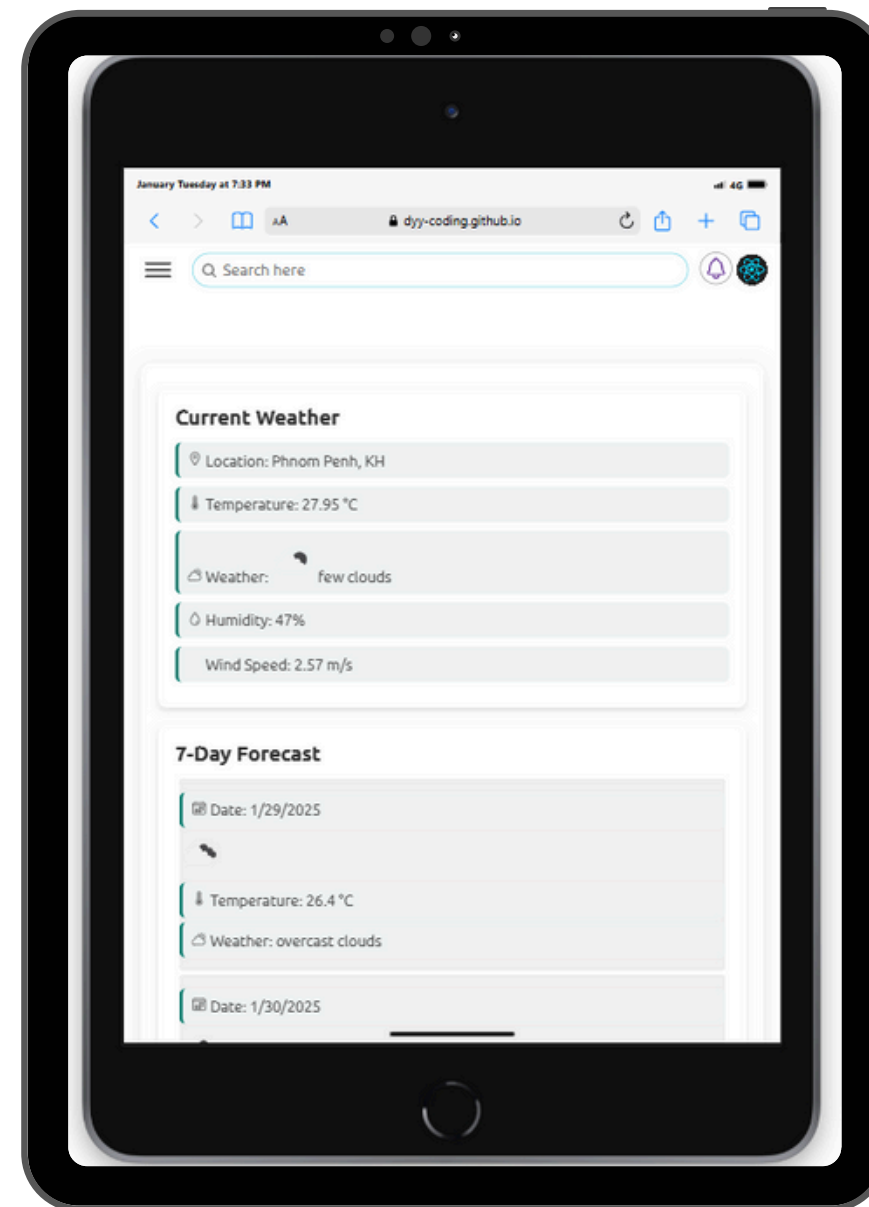 January Tuesday at 7:33 PM
4G
AA
dyy-coding.github.io
Search here
Current Weather
Location: Phnom Penh, KH
Temperature: 27.95 °C
Weather: few clouds
Humidity: 47%
Wind Speed: 2.57 m/s
7-Day Forecast
Date: 1/29/2025
Temperature: 26.4 °C
Weather: overcast clouds
Date: 1/30/2025